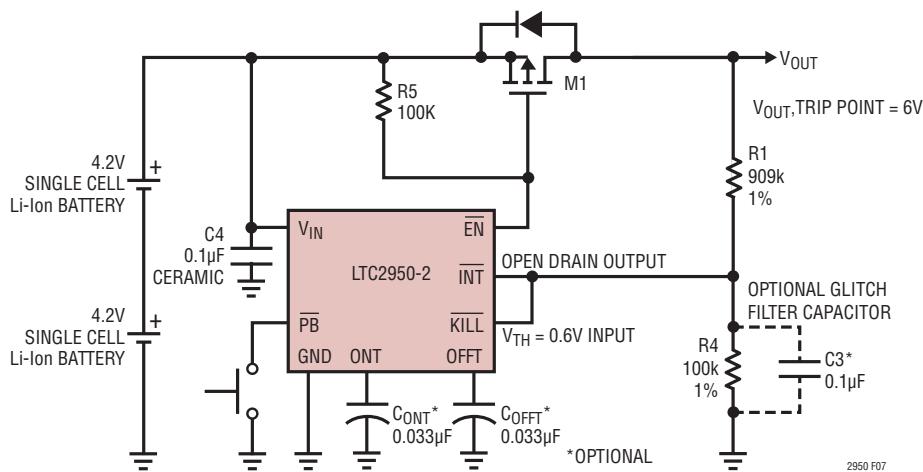 V_OUT
M1
R5
100K
V_OUT,TRIP POINT = 6V
R1
909k
1%
4.2V
SINGLE CELL
Li-Ion BATTERY
+
C4
0.1µF
CERAMIC
V_IN
EN
LTC2950-2
INT
OPEN DRAIN OUTPUT
PB
KILL
V_TH = 0.6V INPUT
GND
ONT
OFFT
OPTIONAL GLITCH
FILTER CAPACITOR
4.2V
SINGLE CELL
Li-Ion BATTERY
+
R4
100k
1%
C3*
0.1µF
C_ONT*
0.033µF
C_OFFT*
0.033µF
*OPTIONAL
2950 F07